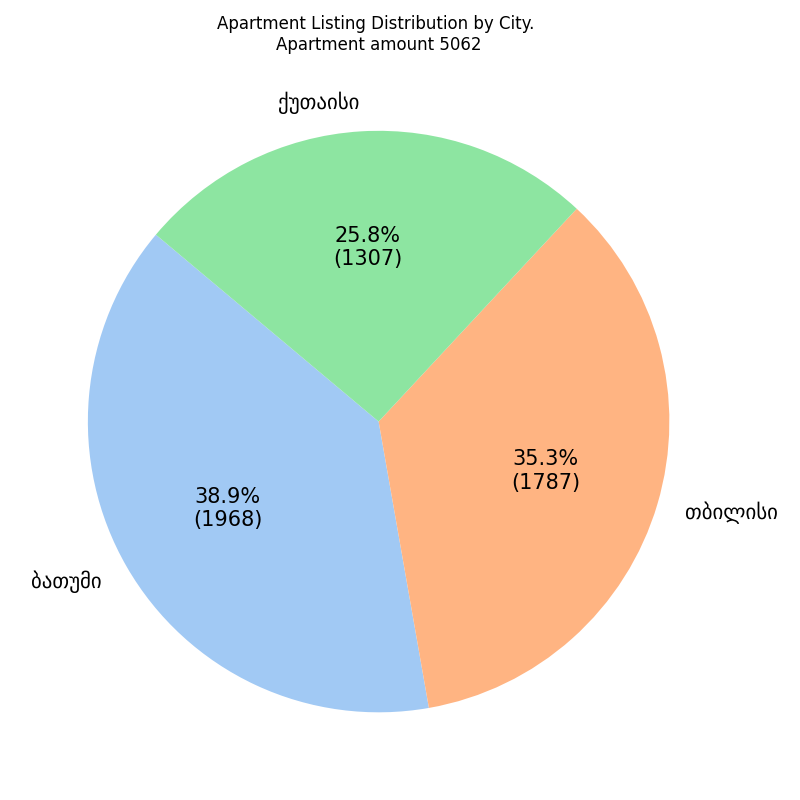 Apartment Listing Distribution by City.
Apartment amount 5062
ქუთაისი
25.8%
(1307)
35.3%
(1787)
თბილისი
38.9%
(1968)
ბათუმი